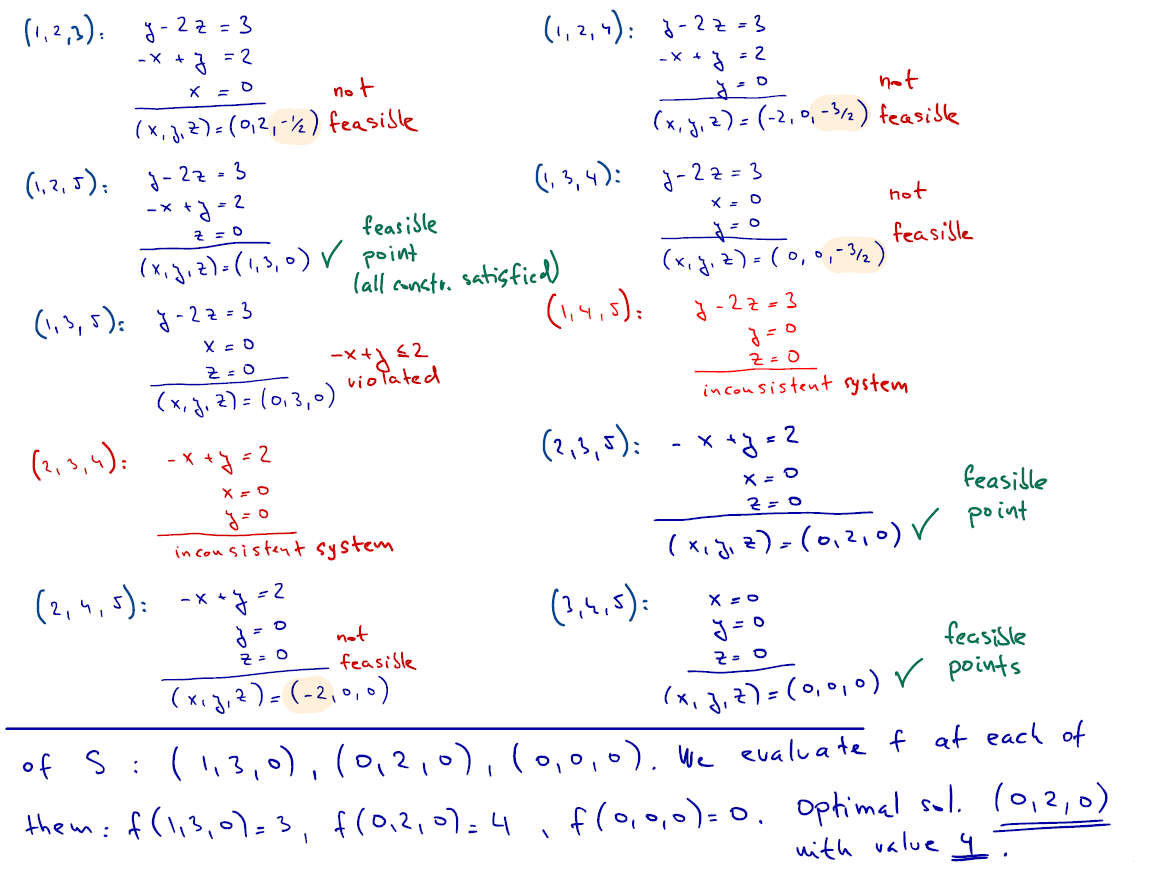 (1,2,3): y - 2z = 3
-x + y = 2
x = 0
(x,y,z) = (0,2,-1/2) not feasible
(1,2,4): y - 2z = 3
-x + y = 2
y = 0
(x,y,z) = (-2,0,-3/2) not feasible
(1,2,5): y - 2z = 3
-x + y = 2
z = 0
(x,y,z) = (1,3,0) ✓ feasible
point
(all constr. satisfied)
(1,3,4): y - 2z = 3
x = 0
y = 0
(x,y,z) = (0,0,-3/2)
not
feasible
(1,3,5): y - 2z = 3
x = 0
z = 0
(x,y,z) = (0,3,0)
-x + y ≤ 2
violated
(1,4,5): y - 2z = 3
y = 0
z = 0
inconsistent system
(2,3,4): -x + y = 2
x = 0
y = 0
inconsistent system
(2,3,5): -x + y = 2
x = 0
z = 0
(x,y,z) = (0,2,0) ✓
feasible
point
(2,4,5): -x + y = 2
y = 0
z = 0
(x,y,z) = (-2,0,0)
not
feasible
(3,4,5): x = 0
y = 0
z = 0
(x,y,z) = (0,0,0) ✓
feasible
points
of S : (1,3,0), (0,2,0), (0,0,0). We evaluate f at each of
them: f(1,3,0)=3, f(0,2,0)=4, f(0,0,0)=0. Optimal sol. (0,2,0)
with value 4.